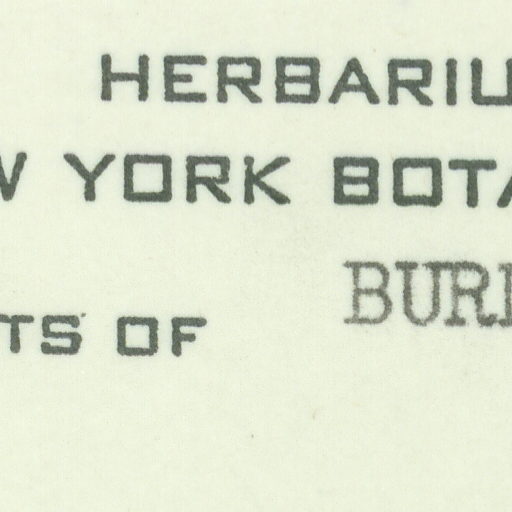 HERBARIU
W YORK BOTA
BURI
TS OF